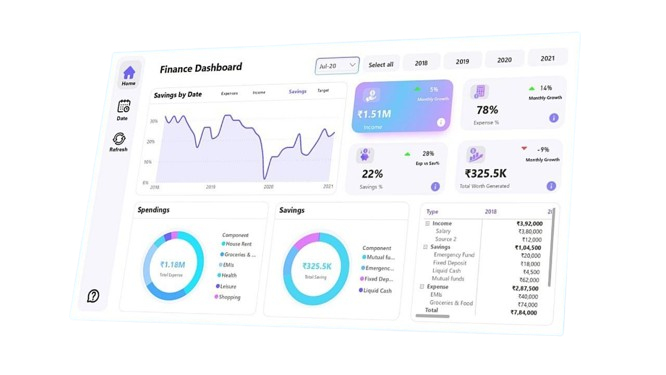 Finance Dashboard
Jul-20
Select all
2018
2019
2020
2021
Home
Date
Refresh
Savings by Date
Expenses
Income
Savings
Target
30%
20%
10%
0%
2018
2019
2020
2021
5%
Monthly Growth
₹1.51M
Income
14%
Monthly Growth
78%
Expense %
28%
Exp vs Sav%
22%
Savings %
-9%
Monthly Growth
₹325.5K
Total Worth Generated
Spendings
₹1.18M
Total Expense
Component
House Rent
Groceries & ...
EMIs
Health
Leisure
Shopping
Savings
₹325.5K
Total Saving
Component
Mutual fu...
Emergenc...
Fixed Dep...
Liquid Cash
Type 2018
Income ₹3,92,000
Salary ₹3,80,000
Source 2 ₹12,000
Savings ₹1,04,500
Emergency Fund ₹20,000
Fixed Deposit ₹18,000
Liquid Cash ₹4,500
Mutual funds ₹62,000
Expense ₹2,87,500
EMIs ₹40,000
Groceries & Food ₹74,000
Total ₹7,84,000